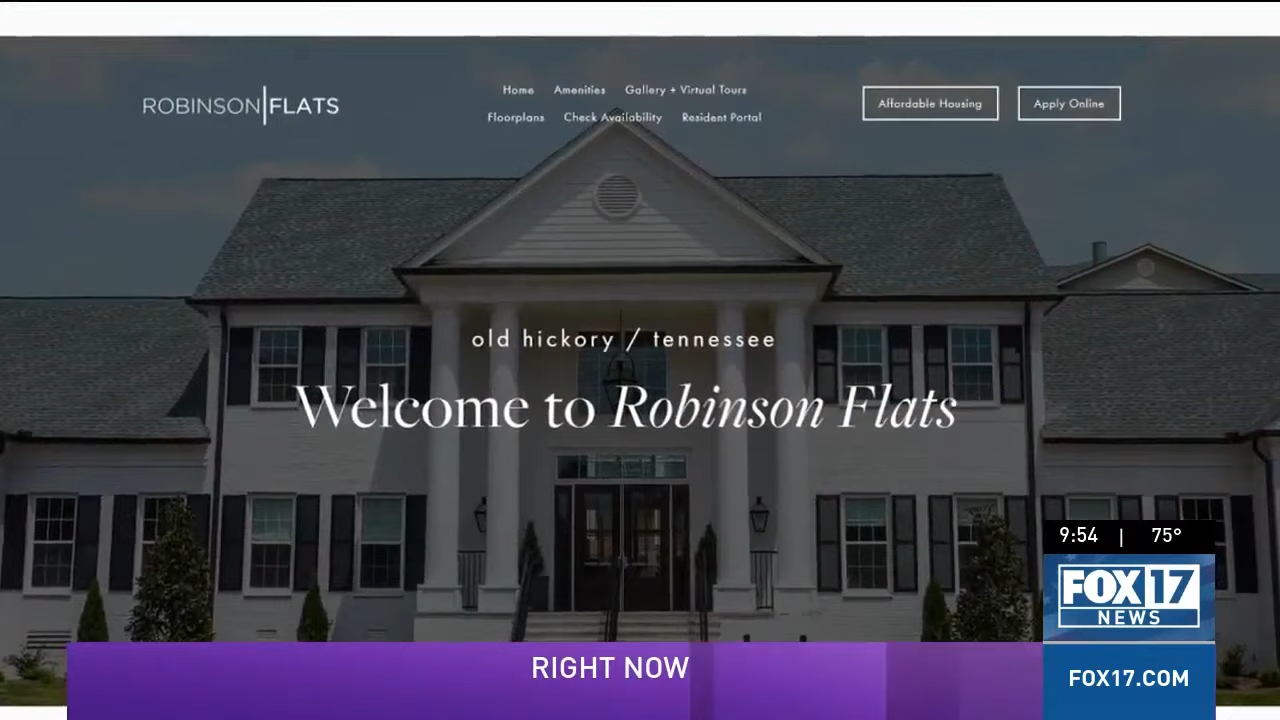 ROBINSON|FLATS
Home Amenities Gallery + Virtual Tours
Floorplans Check Availability Resident Portal
Affordable Housing
Apply Online
old hickory / tennessee
Welcome to Robinson Flats
9:54 | 75°
FOX 17
NEWS
RIGHT NOW
FOX17.COM